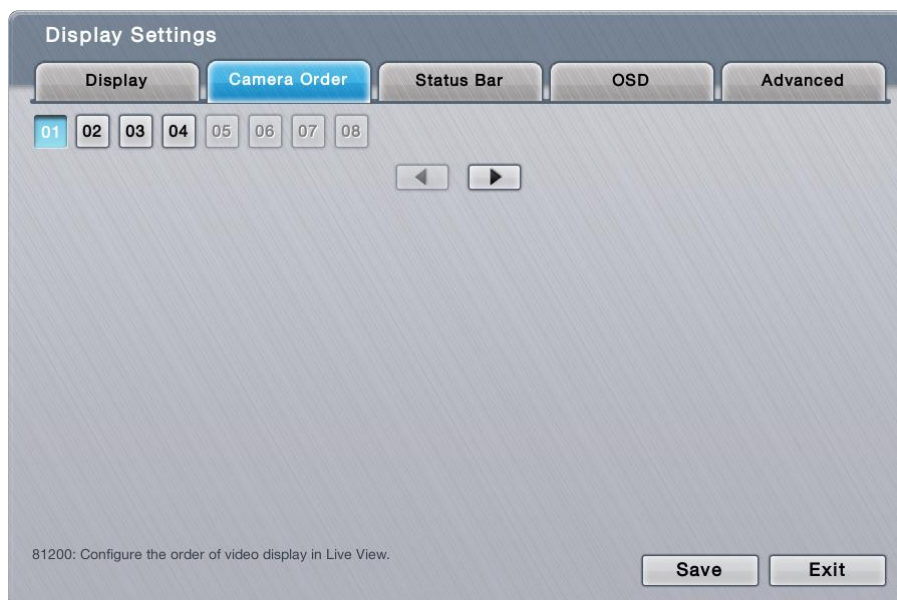 Display Settings
Display Camera Order Status Bar OSD Advanced
01 02 03 04 05 06 07 08
81200: Configure the order of video display in Live View.
Save Exit